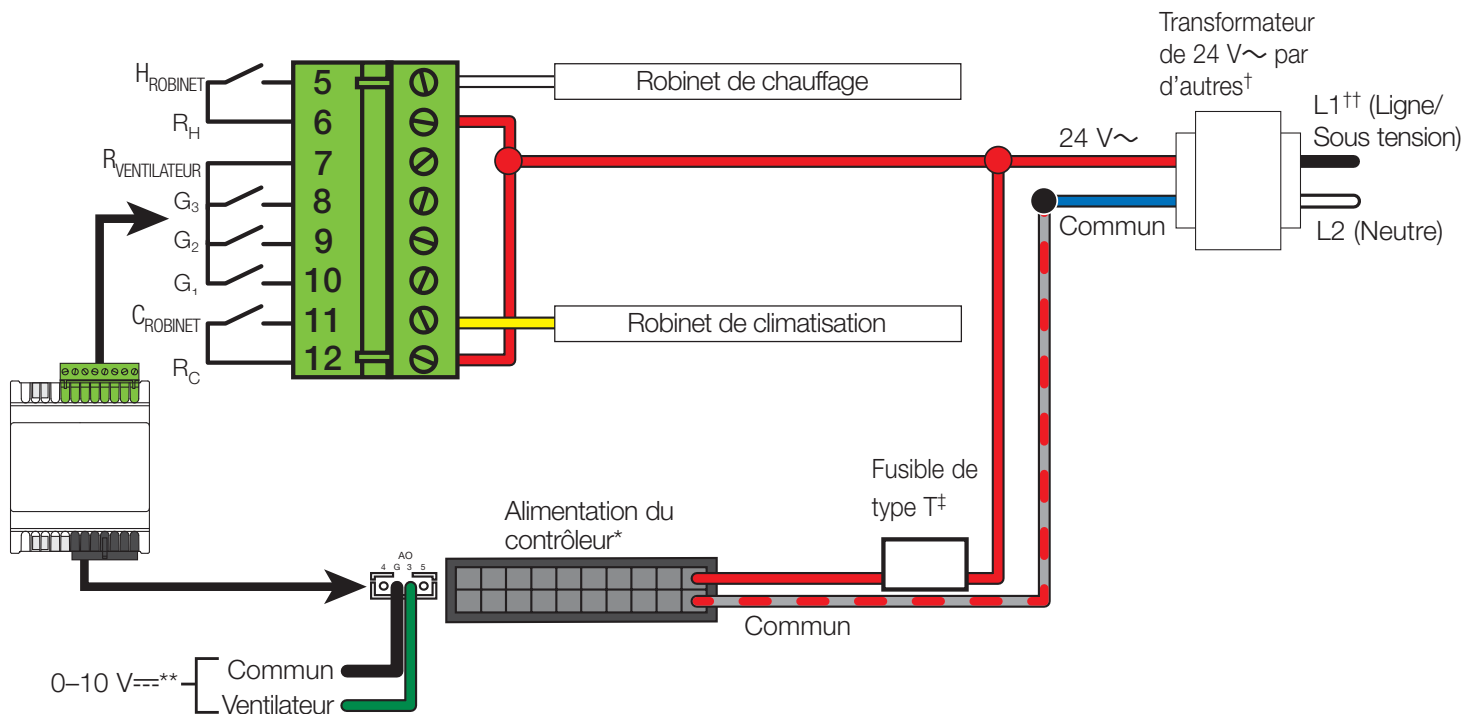 Transformateur
de 24 V～ par
d'autres†
L1†† (Ligne/
Sous tension)
24 V～
Commun
L2 (Neutre)
HROBINET
RH
RVENTILATEUR
G3
G2
G1
CROBINET
RC
5
6
7
8
9
10
11
12
Robinet de chauffage
Robinet de climatisation
Fusible de
type T‡
Alimentation du
contrôleur*
AO
4 G 3 5
Commun
0–10 V⎓**
Commun
Ventilateur